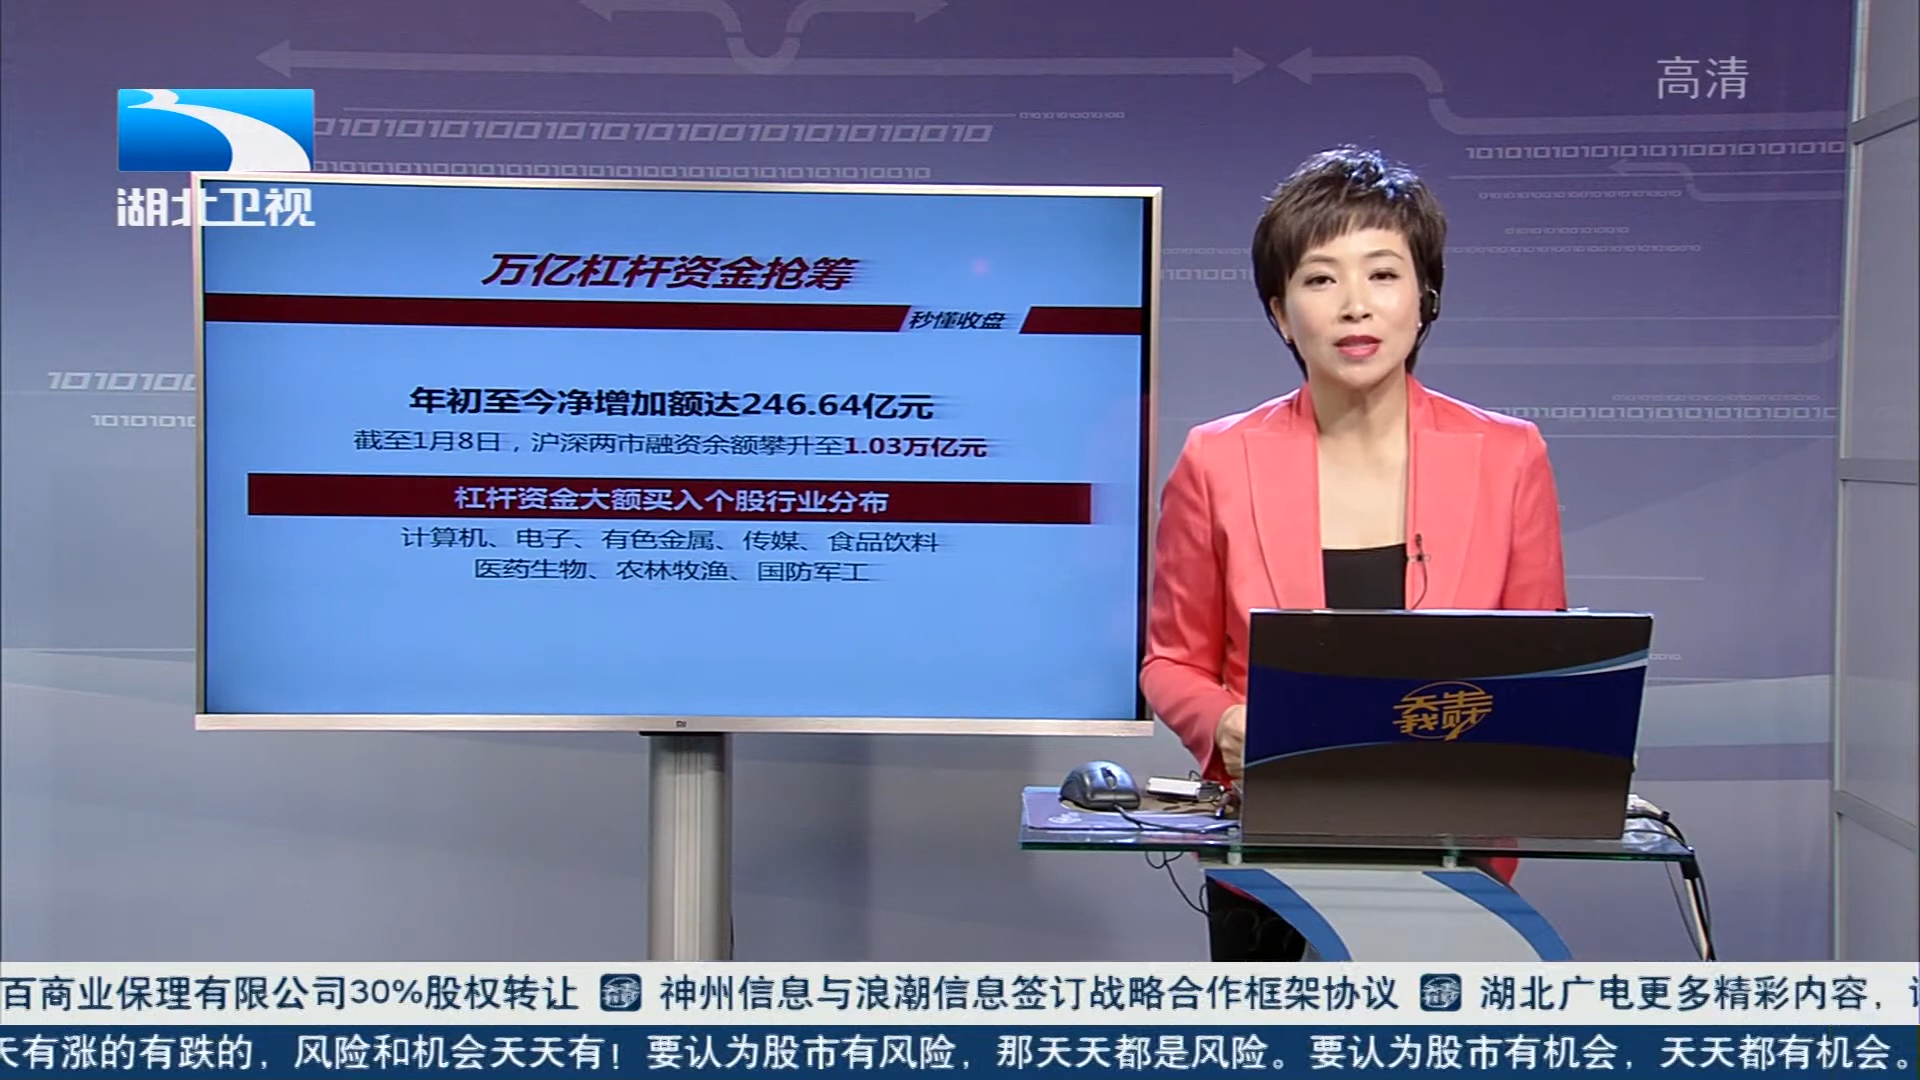 高清
湖北卫视
万亿杠杆资金抢筹
秒懂收盘
年初至今净增加额达246.64亿元
截至1月8日，沪深两市融资余额攀升至1.03万亿元
杠杆资金大额买入个股行业分布
计算机、电子、有色金属、传媒、食品饮料
医药生物、农林牧渔、国防军工
天生我财
百商业保理有限公司30%股权转让 神州信息与浪潮信息签订战略合作框架协议 湖北广电更多精彩内容，
天有涨的有跌的，风险和机会天天有！要认为股市有风险，那天天都是风险。要认为股市有机会，天天都有机会。